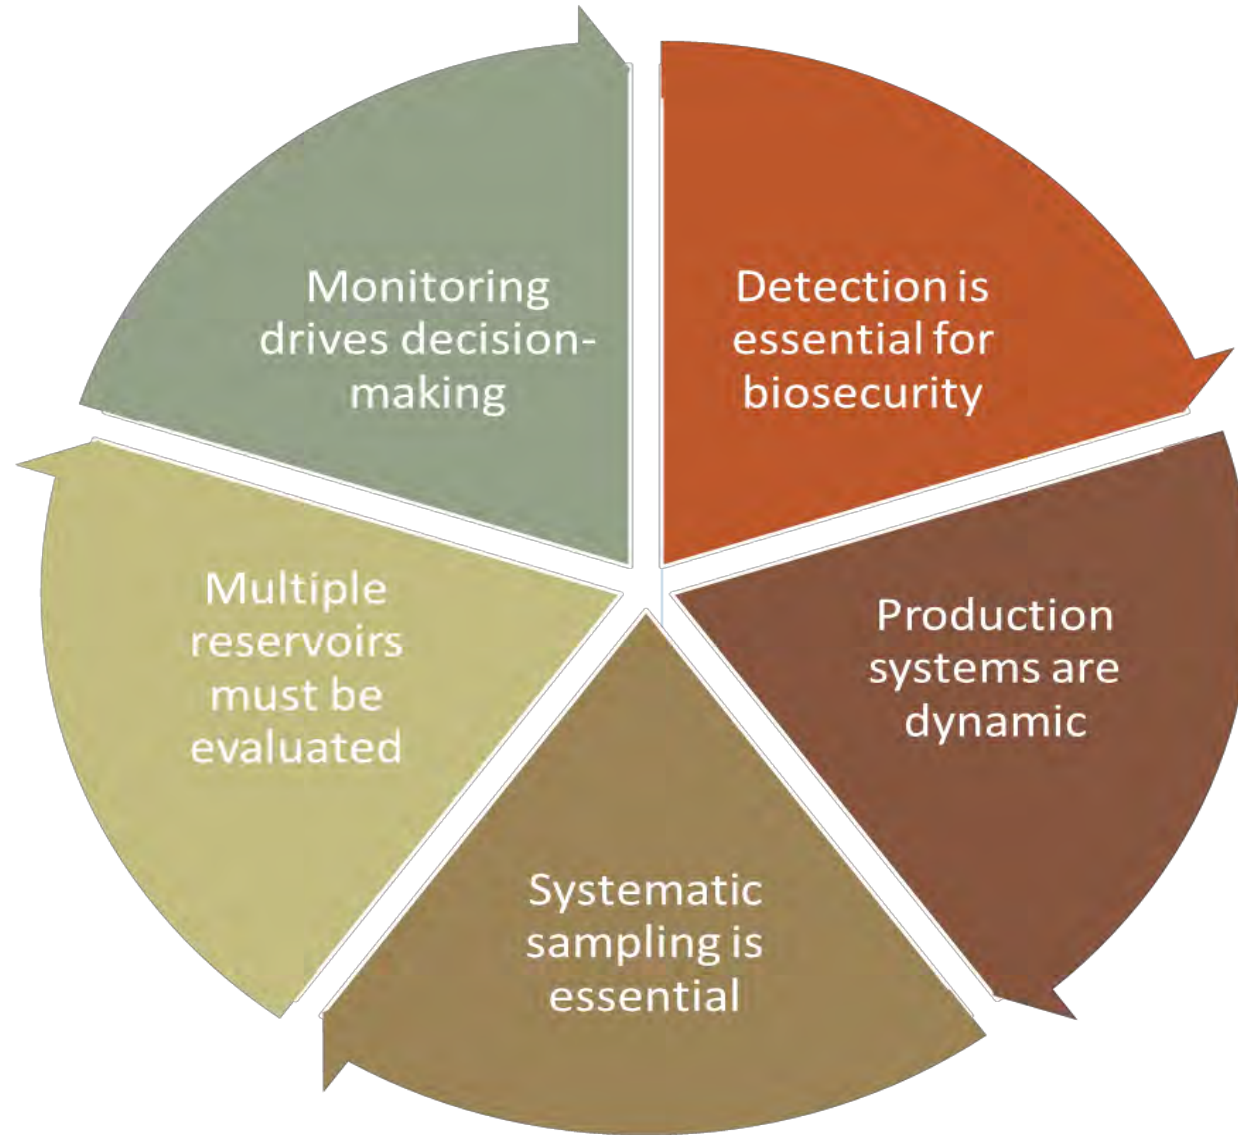 Monitoring
drives decision-
making
Detection is
essential for
biosecurity
Production
systems are
dynamic
Systematic
sampling is
essential
Multiple
reservoirs
must be
evaluated